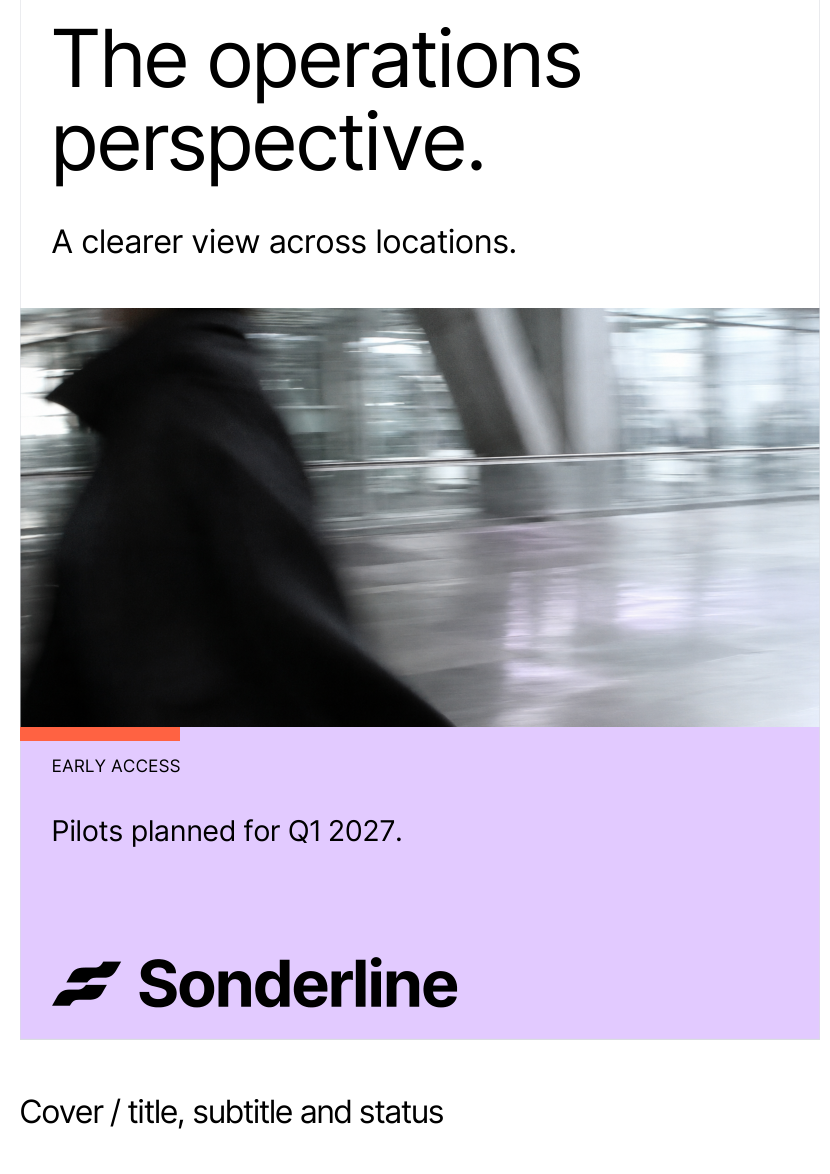 The operations
perspective.
A clearer view across locations.
EARLY ACCESS
Pilots planned for Q1 2027.
Sonderline
Cover / title, subtitle and status